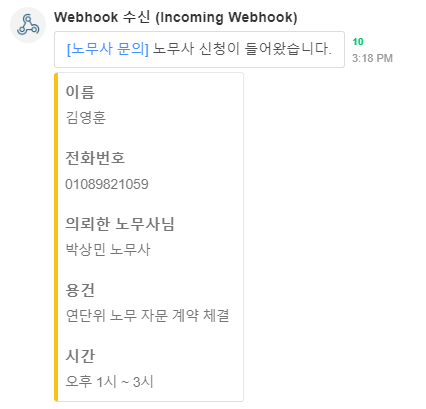 Webhook 수신 (Incoming Webhook)
[노무사 문의] 노무사 신청이 들어왔습니다.
10
3:18 PM
이름
김영훈
전화번호
01089821059
의뢰한 노무사님
박상민 노무사
용건
연단위 노무 자문 계약 체결
시간
오후 1시 ~ 3시